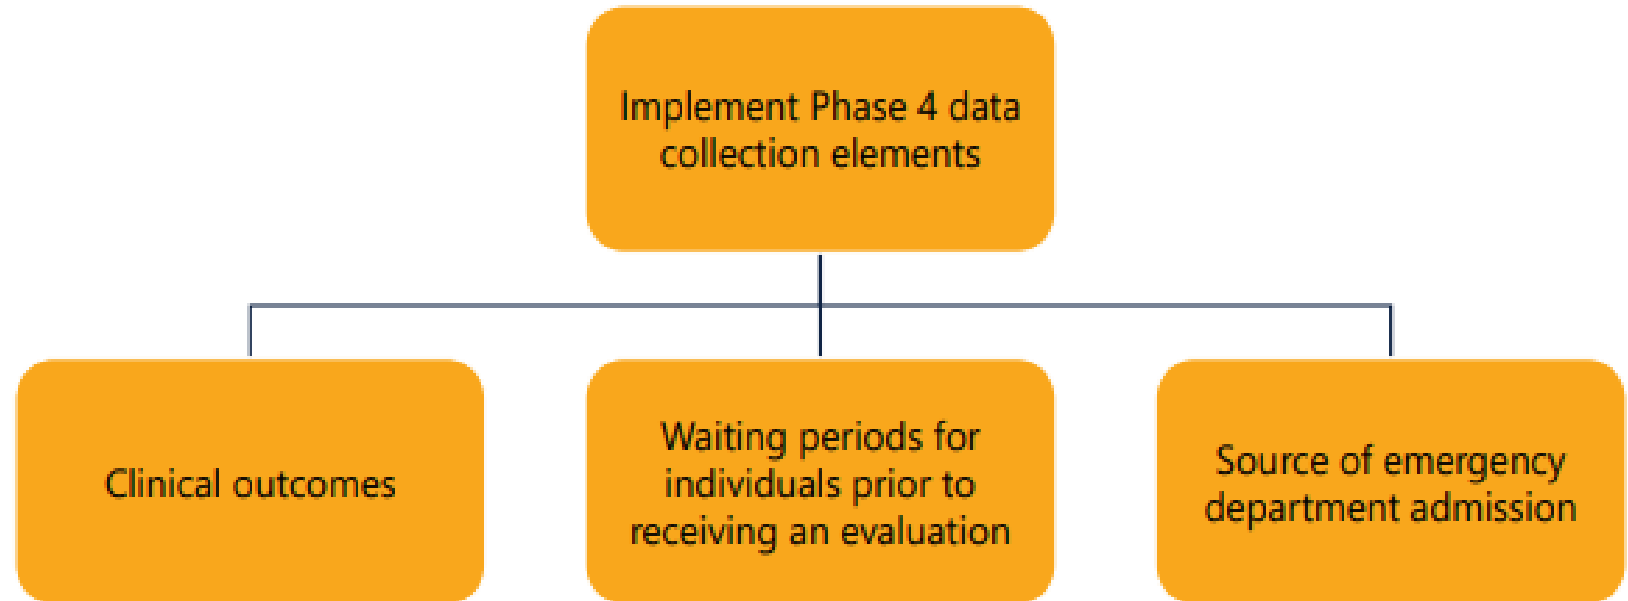 Implement Phase 4 data
collection elements
Clinical outcomes
Waiting periods for
individuals prior to
receiving an evaluation
Source of emergency
department admission